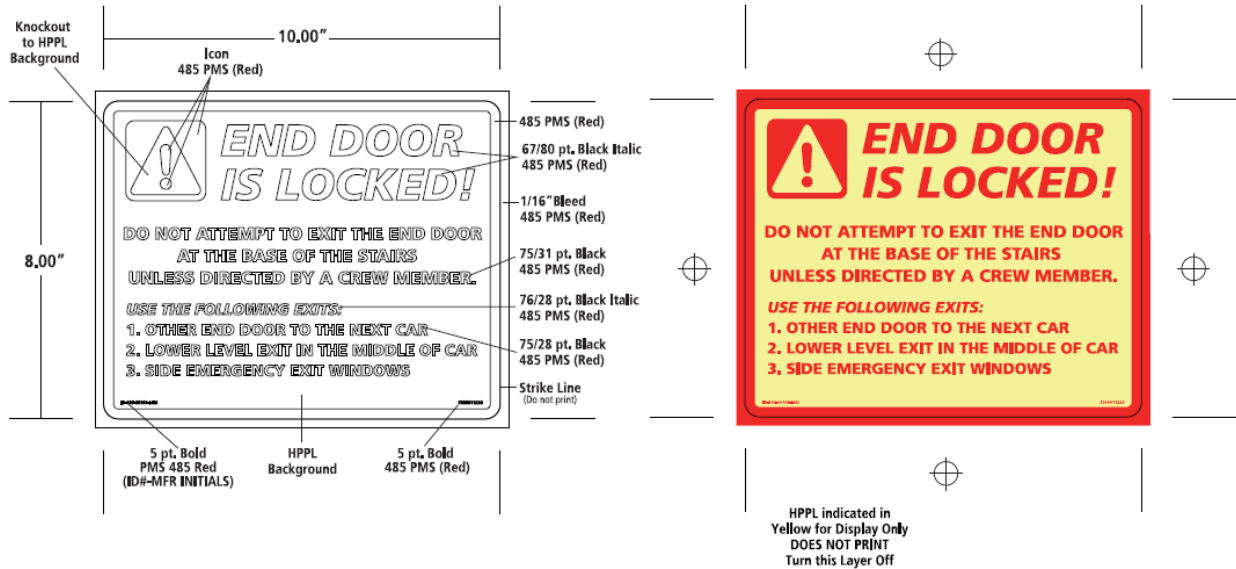 Knockout
to HPPL
Background
Icon
485 PMS (Red)
10.00”
8.00”
END DOOR
IS LOCKED!
DO NOT ATTEMPT TO EXIT THE END DOOR
AT THE BASE OF THE STAIRS
UNLESS DIRECTED BY A CREW MEMBER.
USE THE FOLLOWING EXITS:
1. OTHER END DOOR TO THE NEXT CAR
2. LOWER LEVEL EXIT IN THE MIDDLE OF CAR
3. SIDE EMERGENCY EXIT WINDOWS
485 PMS (Red)
67/80 pt. Black Italic
485 PMS (Red)
1/16” Bleed
485 PMS (Red)
75/31 pt. Black
485 PMS (Red)
76/28 pt. Black Italic
485 PMS (Red)
75/28 pt. Black
485 PMS (Red)
Strike Line
(Do not print)
5 pt. Bold
PMS 485 Red
(ID#-MFR INITIALS)
HPPL
Background
5 pt. Bold
485 PMS (Red)
END DOOR
IS LOCKED!
DO NOT ATTEMPT TO EXIT THE END DOOR
AT THE BASE OF THE STAIRS
UNLESS DIRECTED BY A CREW MEMBER.
USE THE FOLLOWING EXITS:
1. OTHER END DOOR TO THE NEXT CAR
2. LOWER LEVEL EXIT IN THE MIDDLE OF CAR
3. SIDE EMERGENCY EXIT WINDOWS
HPPL indicated in
Yellow for Display Only
DOES NOT PRINT
Turn this Layer Off